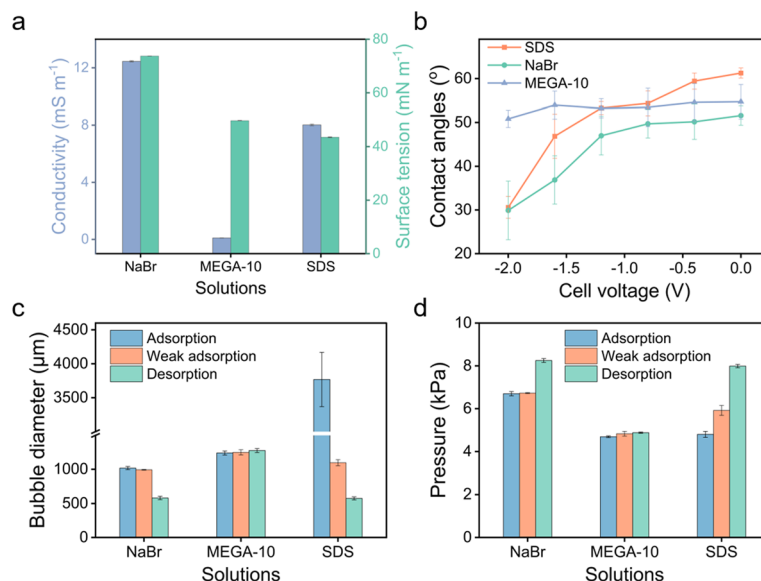 a
Conductivity (mS m⁻¹)
12
8
4
0
80
60
40
20
0
Surface tension (mN m⁻¹)
NaBr MEGA-10 SDS
Solutions
b
SDS
NaBr
MEGA-10
Contact angles (º)
60
50
40
30
20
-2.0 -1.5 -1.0 -0.5 0.0
Cell voltage (V)
c
Adsorption
Weak adsorption
Desorption
Bubble diameter (μm)
4500
3500
1000
500
0
NaBr MEGA-10 SDS
Solutions
d
Adsorption
Weak adsorption
Desorption
Pressure (kPa)
10
8
6
4
2
0
NaBr MEGA-10 SDS
Solutions